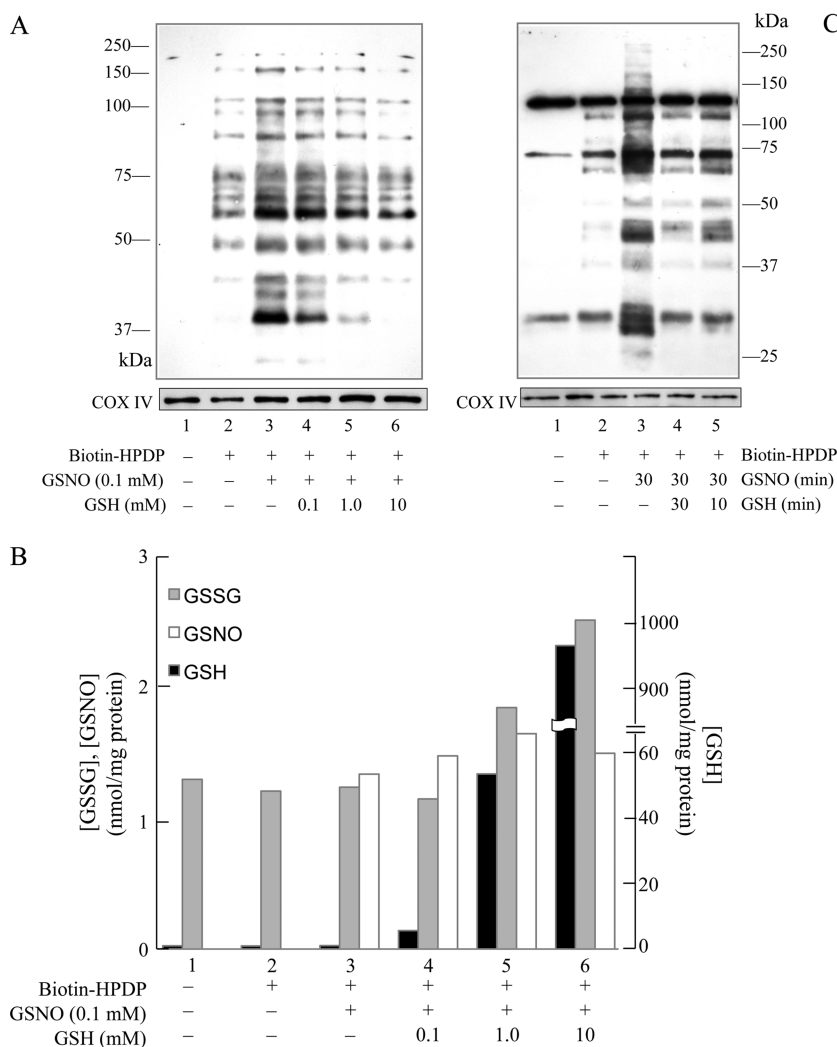 A
250—
150—
100—
75—
50—
37—
kDa
COX IV
1 2 3 4 5 6
Biotin-HPDP – + + + + +
GSNO (0.1 mM) – – + + + +
GSH (mM) – – – 0.1 1.0 10
C
kDa
—250
—150
—100
—75
—50
—37
—25
COX IV
1 2 3 4 5
– + + + + Biotin-HPDP
– – 30 30 30 GSNO (min)
– – – 30 10 GSH (min)
B
3
2
1
0
[GSSG], [GSNO]
(nmol/mg protein)
GSSG
GSNO
GSH
1000
900
60
40
20
0
[GSH]
(nmol/mg protein)
1 2 3 4 5 6
Biotin-HPDP – + + + + +
GSNO (0.1 mM) – – + + + +
GSH (mM) – – – 0.1 1.0 10